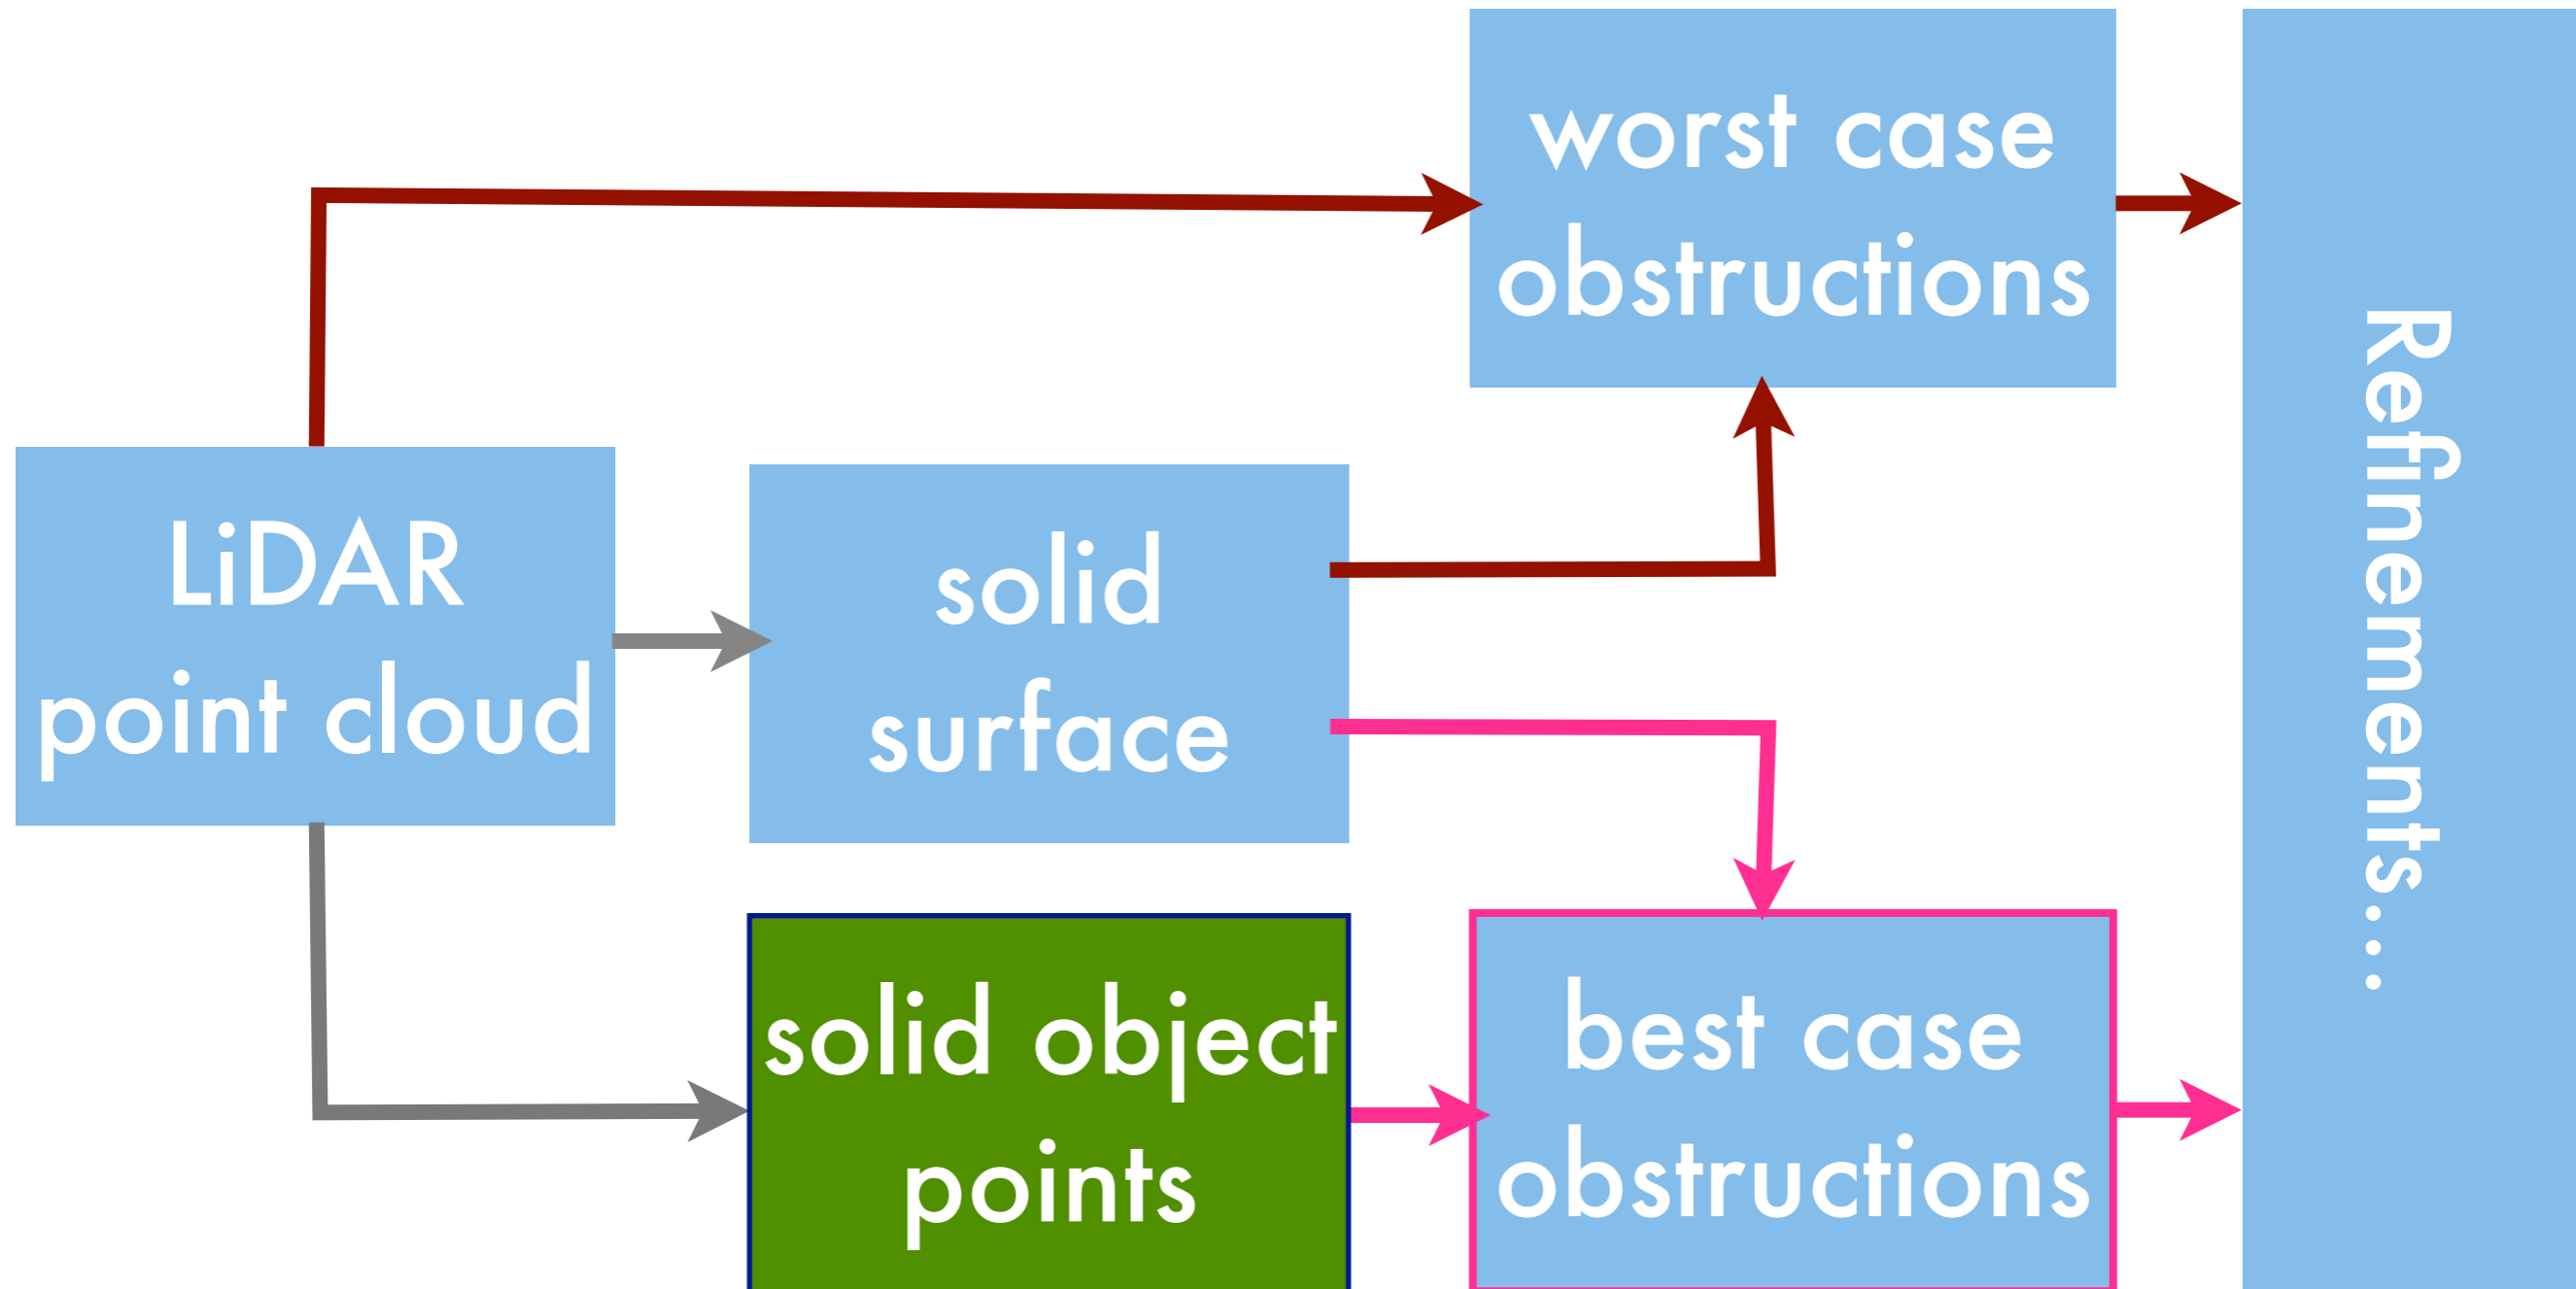 worst case
obstructions
LiDAR
point cloud
solid
surface
solid object
points
best case
obstructions
Refinements...